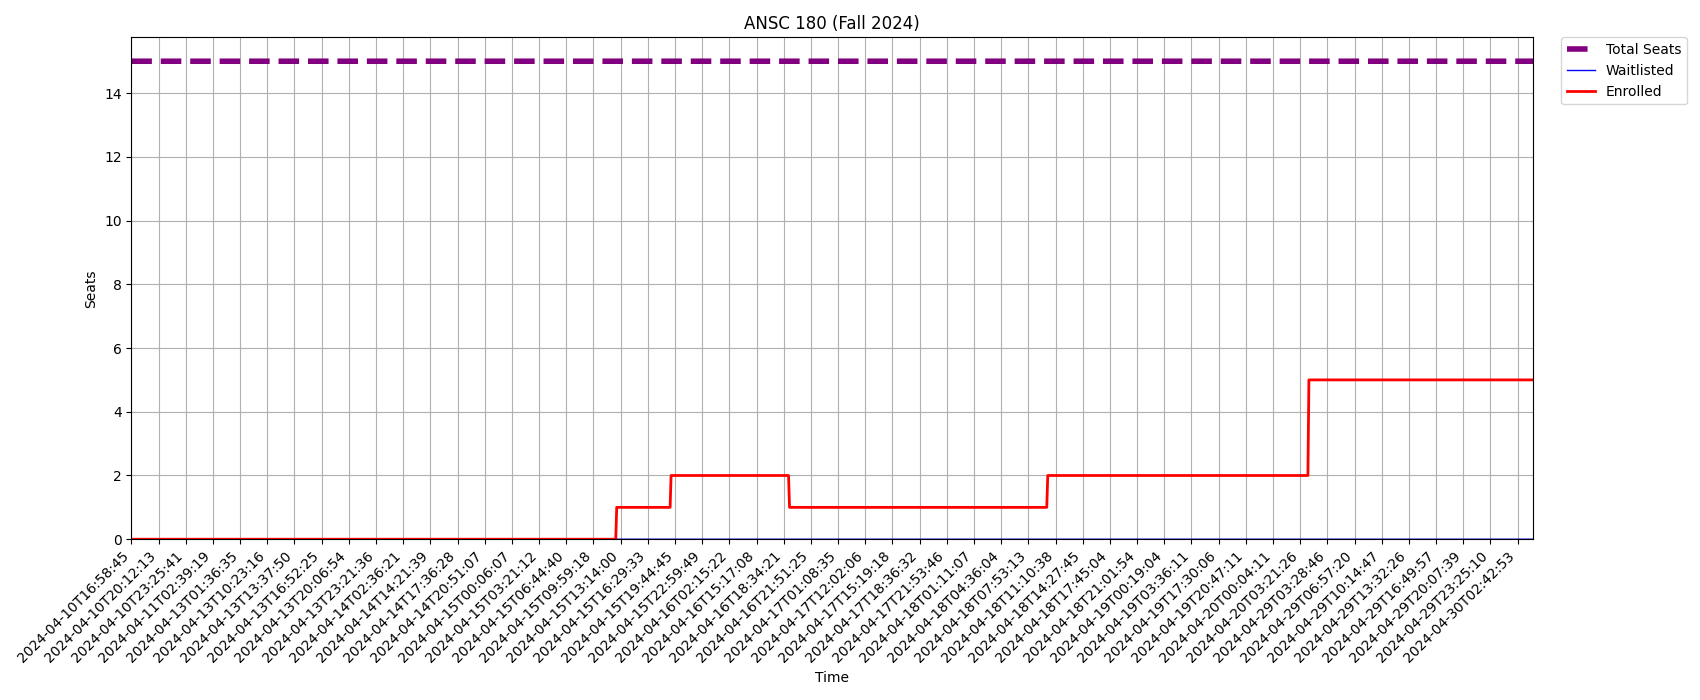 ANSC 180 (Fall 2024)
Total Seats
Waitlisted
Enrolled
Seats
14
12
10
8
6
4
2
0
2024-04-10T16:58:45
2024-04-10T20:12:13
2024-04-10T23:25:41
2024-04-11T02:39:19
2024-04-13T01:36:35
2024-04-13T10:23:16
2024-04-13T13:37:50
2024-04-13T16:52:25
2024-04-13T20:06:54
2024-04-13T23:21:36
2024-04-14T02:36:21
2024-04-14T14:21:39
2024-04-14T17:36:28
2024-04-14T20:51:07
2024-04-15T00:06:07
2024-04-15T03:21:12
2024-04-15T06:44:40
2024-04-15T09:59:18
2024-04-15T13:14:00
2024-04-15T16:29:33
2024-04-15T19:44:45
2024-04-15T22:59:49
2024-04-16T02:15:22
2024-04-16T15:17:08
2024-04-16T18:34:21
2024-04-16T21:51:25
2024-04-17T01:08:35
2024-04-17T12:02:06
2024-04-17T15:19:18
2024-04-17T18:36:32
2024-04-17T21:53:46
2024-04-18T01:11:07
2024-04-18T04:36:04
2024-04-18T07:53:13
2024-04-18T11:10:38
2024-04-18T14:27:45
2024-04-18T17:45:04
2024-04-18T21:01:54
2024-04-19T00:19:04
2024-04-19T03:36:11
2024-04-19T17:30:06
2024-04-19T20:47:11
2024-04-20T00:04:11
2024-04-20T03:21:26
2024-04-29T03:28:46
2024-04-29T06:57:20
2024-04-29T10:14:47
2024-04-29T13:32:26
2024-04-29T16:49:57
2024-04-29T20:07:39
2024-04-29T23:25:10
2024-04-30T02:42:53
Time